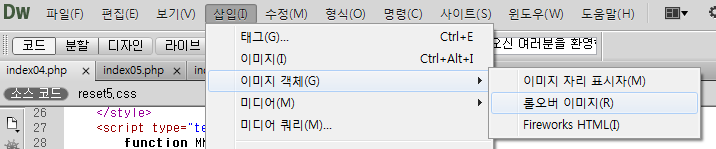 Dw 파일(F) 편집(E) 보기(V) 삽입(I) 수정(M) 형식(O) 명령(C) 사이트(S) 윈도우(W) 도움말(H)
코드 분할 디자인 라이브 오신 여러분을 환영
태그(G)... Ctrl+E
index04.php index05.php inde
이미지(I) Ctrl+Alt+I
이미지 객체(G)
이미지 자리 표시자(M)
소스 코드 reset5,css
미디어(M)
롤오버 이미지(R)
26 </style>
미디어 쿼리(M)...
Fireworks HTML(I)
27 <script type="te
28 function MM